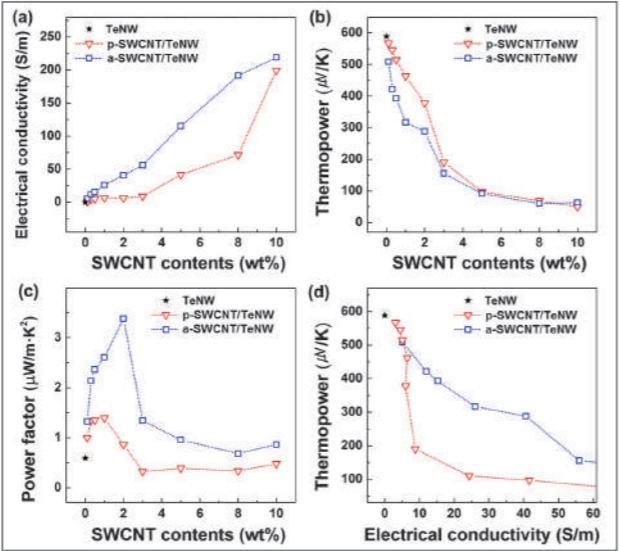 (a)
★ TeNW
p-SWCNT/TeNW
a-SWCNT/TeNW
Electrical conductivity (S/m)
250
200
150
100
50
0
0 2 4 6 8 10
SWCNT contents (wt%)
(b)
★ TeNW
p-SWCNT/TeNW
a-SWCNT/TeNW
Thermopower (μV/K)
600
500
400
300
200
100
0
0 2 4 6 8 10
SWCNT contents (wt%)
(c)
★ TeNW
p-SWCNT/TeNW
a-SWCNT/TeNW
Power factor (μW/m·K²)
3
2
1
0
0 2 4 6 8 10
SWCNT contents (wt%)
(d)
★ TeNW
p-SWCNT/TeNW
a-SWCNT/TeNW
Thermopower (μV/K)
600
500
400
300
200
100
0 10 20 30 40 50 60
Electrical conductivity (S/m)